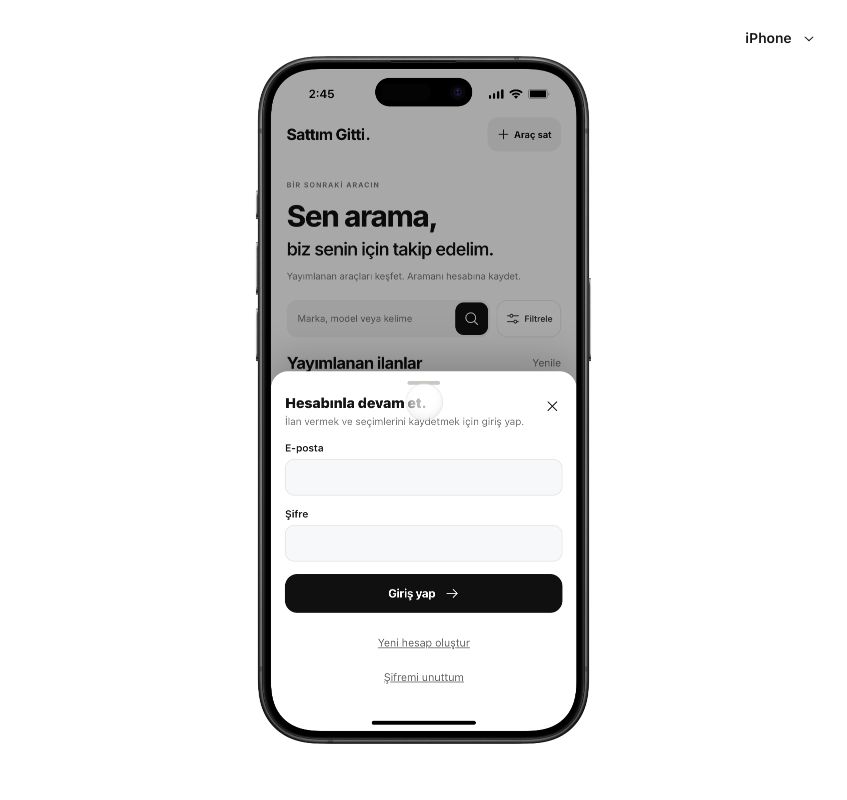 iPhone
2:45
Sattım Gitti.
Araç sat
BİR SONRAKİ ARACIN
Sen arama,
biz senin için takip edelim.
Yayımlanan araçları keşfet. Aramanı hesabına kaydet.
Marka, model veya kelime
Filtrele
Yayımlanan ilanlar
Yenile
Hesabınla devam et.
İlan vermek ve seçimlerini kaydetmek için giriş yap.
E-posta
Şifre
Giriş yap
Yeni hesap oluştur
Şifremi unuttum